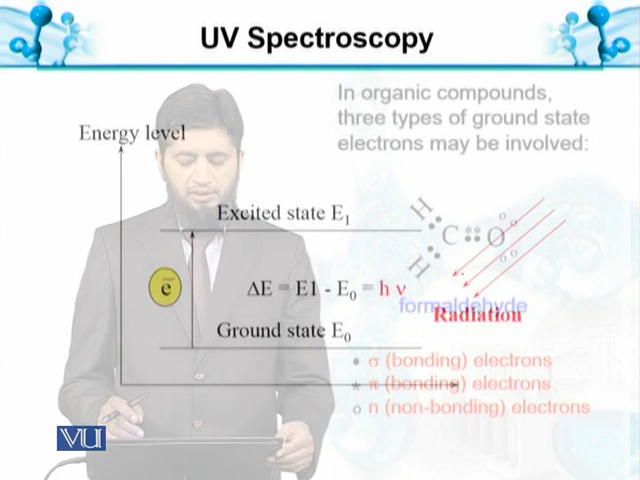 UV Spectroscopy
In organic compounds,
three types of ground state
electrons may be involved:
Energy level
Excited state E₁
H
C O
H
e
ΔE = E1 - E₀ = h ν
formaldehyde
Radiation
Ground state E₀
σ (bonding) electrons
π (bonding) electrons
n (non-bonding) electrons
VU